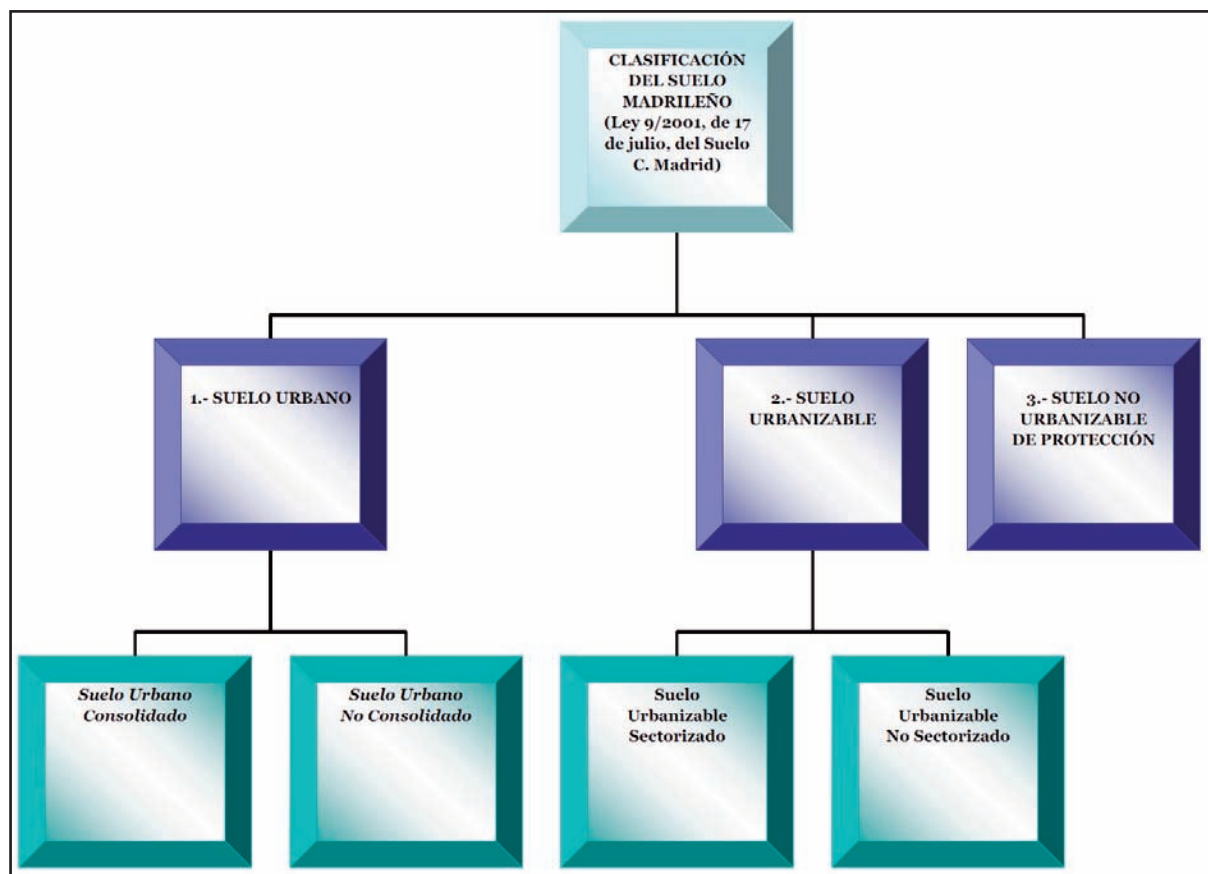 CLASIFICACIÓN
DEL SUELO
MADRILEÑO
(Ley 9/2001, de 17
de julio, del Suelo
C. Madrid)
1.- SUELO URBANO
2.- SUELO
URBANIZABLE
3.- SUELO NO
URBANIZABLE
DE PROTECCIÓN
Suelo Urbano
Consolidado
Suelo Urbano
No Consolidado
Suelo
Urbanizable
Sectorizado
Suelo
Urbanizable
No Sectorizado